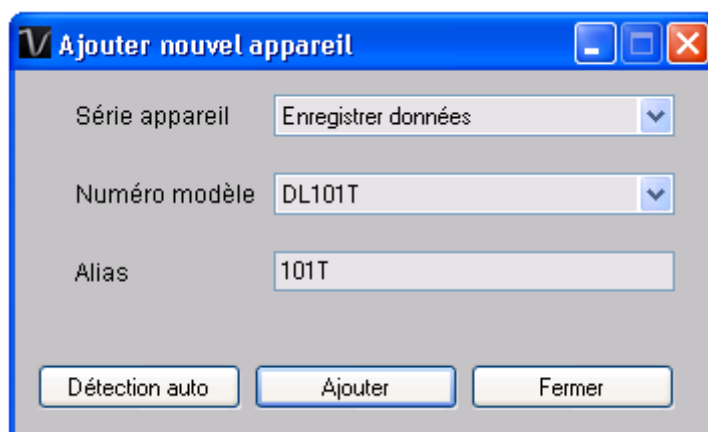 Ajouter nouvel appareil
Série appareil Enregistrer données
Numéro modèle DL101T
Alias 101T
Détection auto Ajouter Fermer